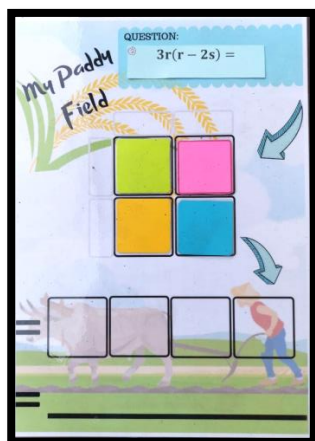 QUESTION:
3r(r − 2s) =
My Paddy
Field
=
=